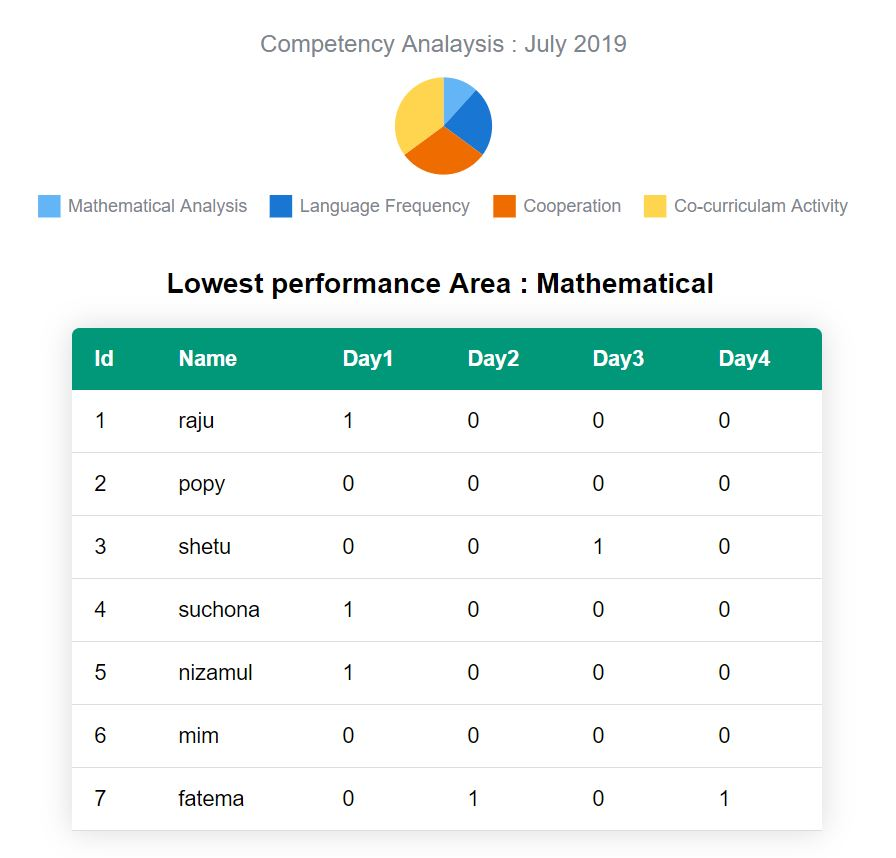 Competency Analaysis : July 2019
Mathematical Analysis Language Frequency Cooperation Co-curriculam Activity
Lowest performance Area : Mathematical
Id Name Day1 Day2 Day3 Day4
1 raju 1 0 0 0
2 popy 0 0 0 0
3 shetu 0 0 1 0
4 suchona 1 0 0 0
5 nizamul 1 0 0 0
6 mim 0 0 0 0
7 fatema 0 1 0 1